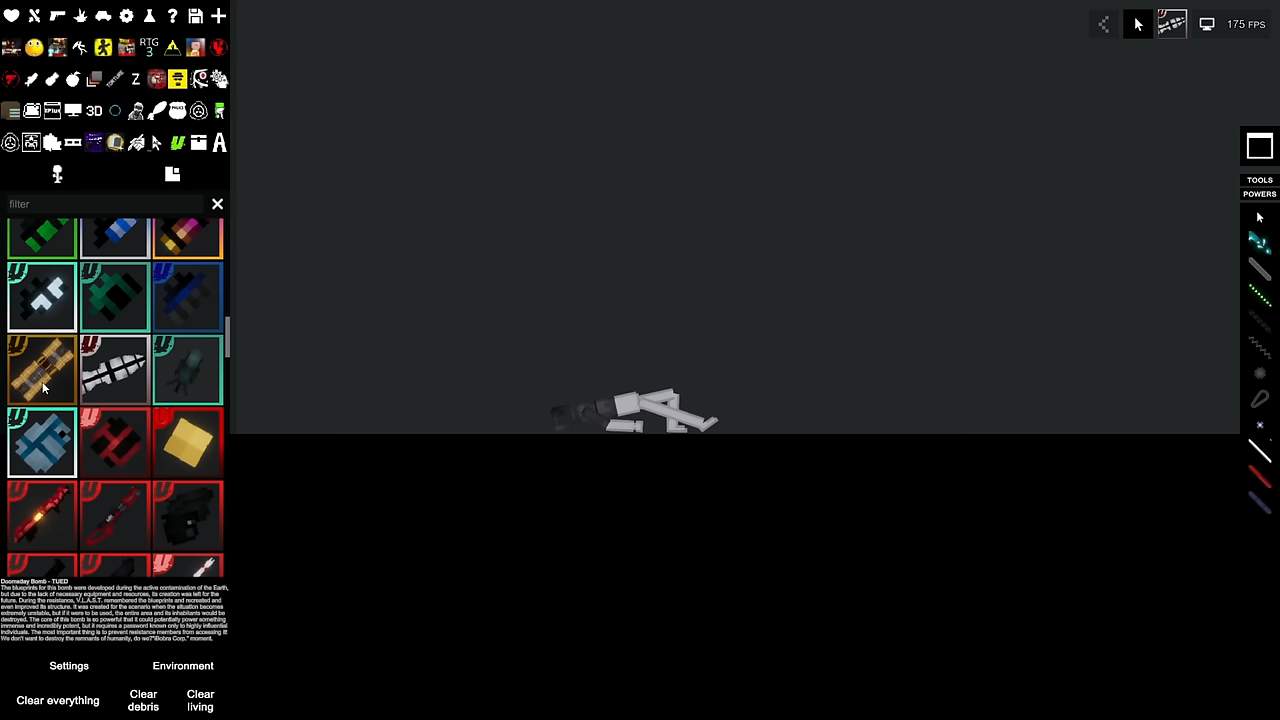 175 FPS
RTG
3
Z
3D
filter
TOOLS
POWERS
Doomsday Bomb - TUED
The blueprints for this bomb were developed during the active contamination of the Earth,
but due to the lack of necessary equipment and resources, its creation was left for the
future. During the resistance, V.L.A.S.T. remembered the blueprints and recreated and
even improved its structure. It was created for the scenario when the situation becomes
extremely unstable, but if it were to be used, the entire area and its inhabitants would be
destroyed. The core of this bomb is so powerful that it could potentially power something
immense and incredibly potent, but it requires a password known only to highly influential
individuals. The most important thing is to prevent resistance members from accessing it!
We don't want to destroy the remnants of humanity, do we?"iBobra Corp." moment.
Settings
Environment
Clear everything
Clear
debris
Clear
living